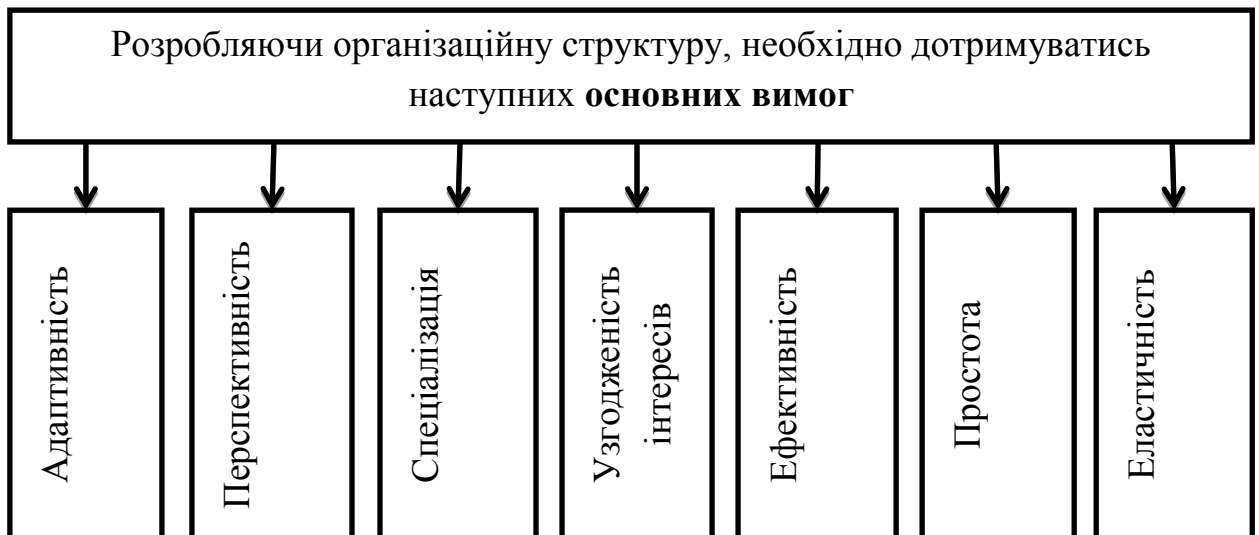 Розробляючи організаційну структуру, необхідно дотримуватись
наступних основних вимог
Адаптивність
Перспективність
Спеціалізація
Узгодженість
інтересів
Ефективність
Простота
Еластичність